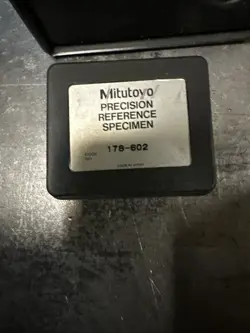 Mitutoyo
PRECISION
REFERENCE
SPECIMEN
178-602